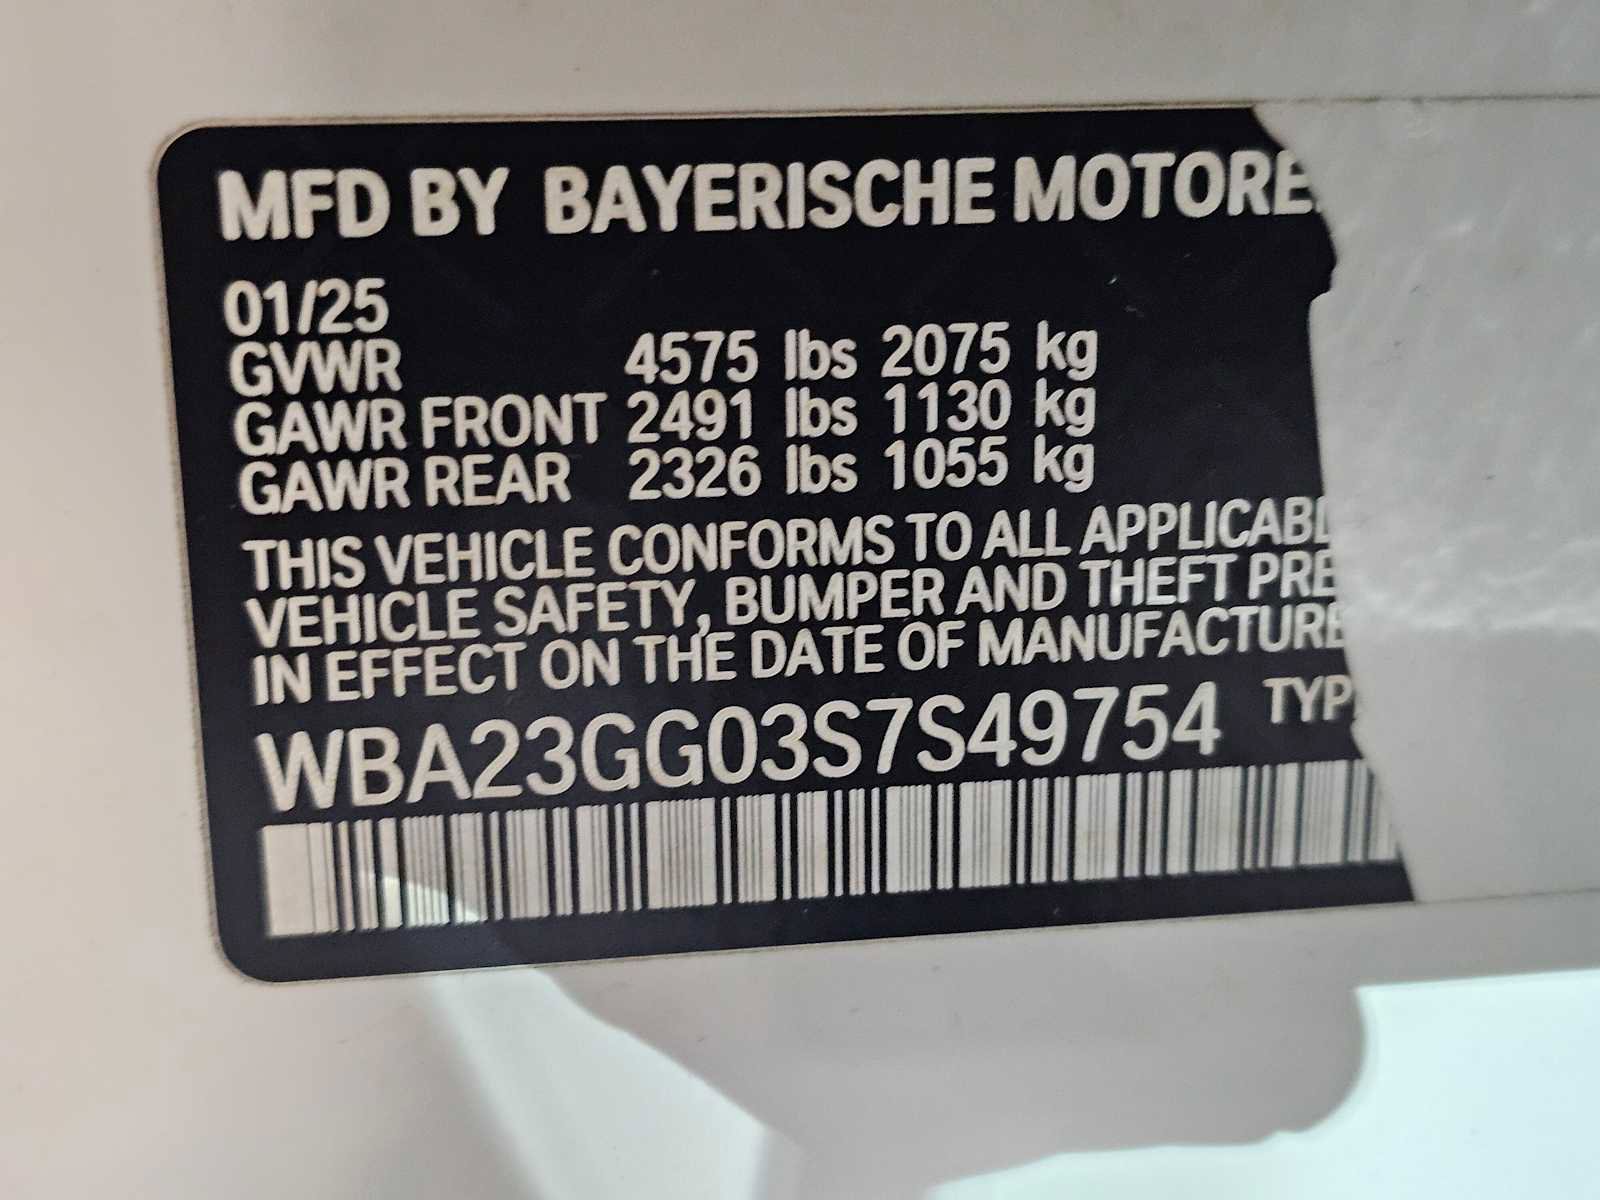 MFD BY BAYERISCHE MOTORE
01/25
GVWR 4575 lbs 2075 kg
GAWR FRONT 2491 lbs 1130 kg
GAWR REAR 2326 lbs 1055 kg
THIS VEHICLE CONFORMS TO ALL APPLICABL
VEHICLE SAFETY, BUMPER AND THEFT PRE
IN EFFECT ON THE DATE OF MANUFACTURE
WBA23GG03S7S49754 TYP